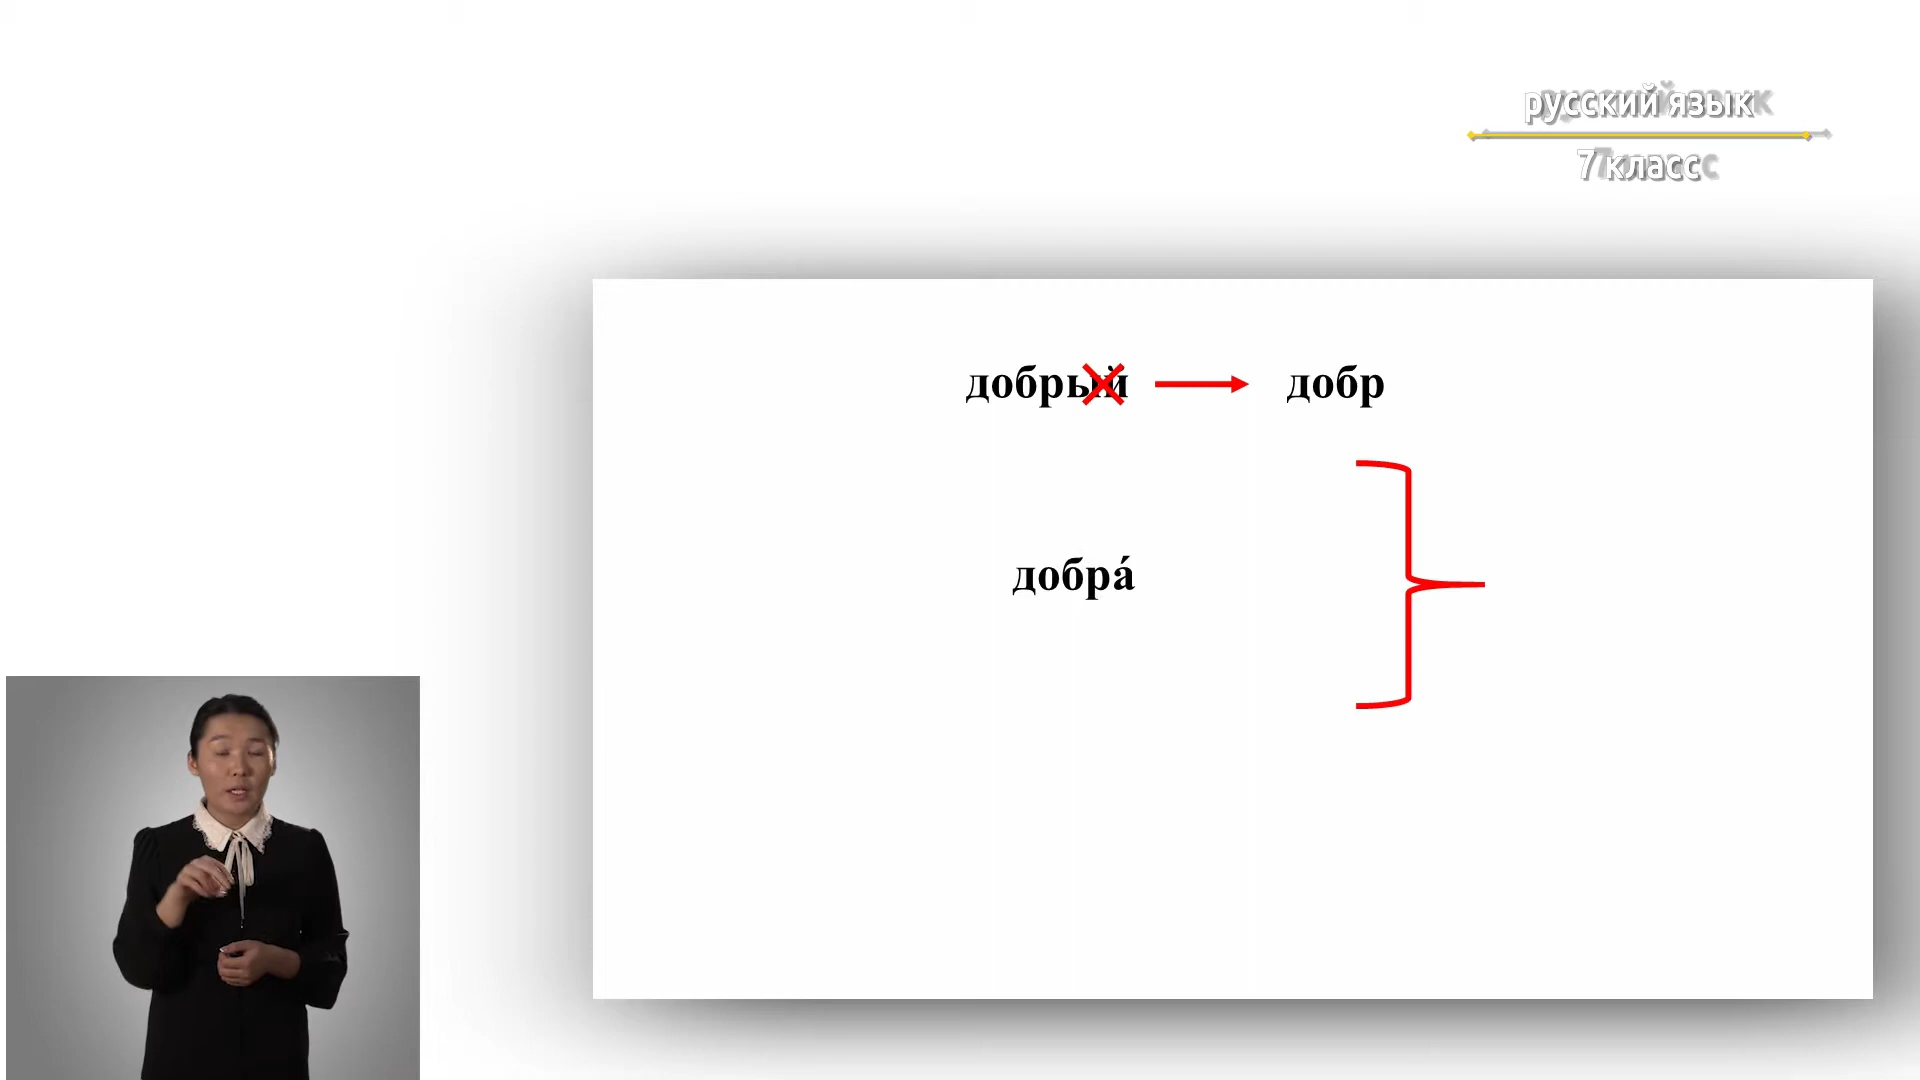 русский язык
7 класс
добрый добр
добрá